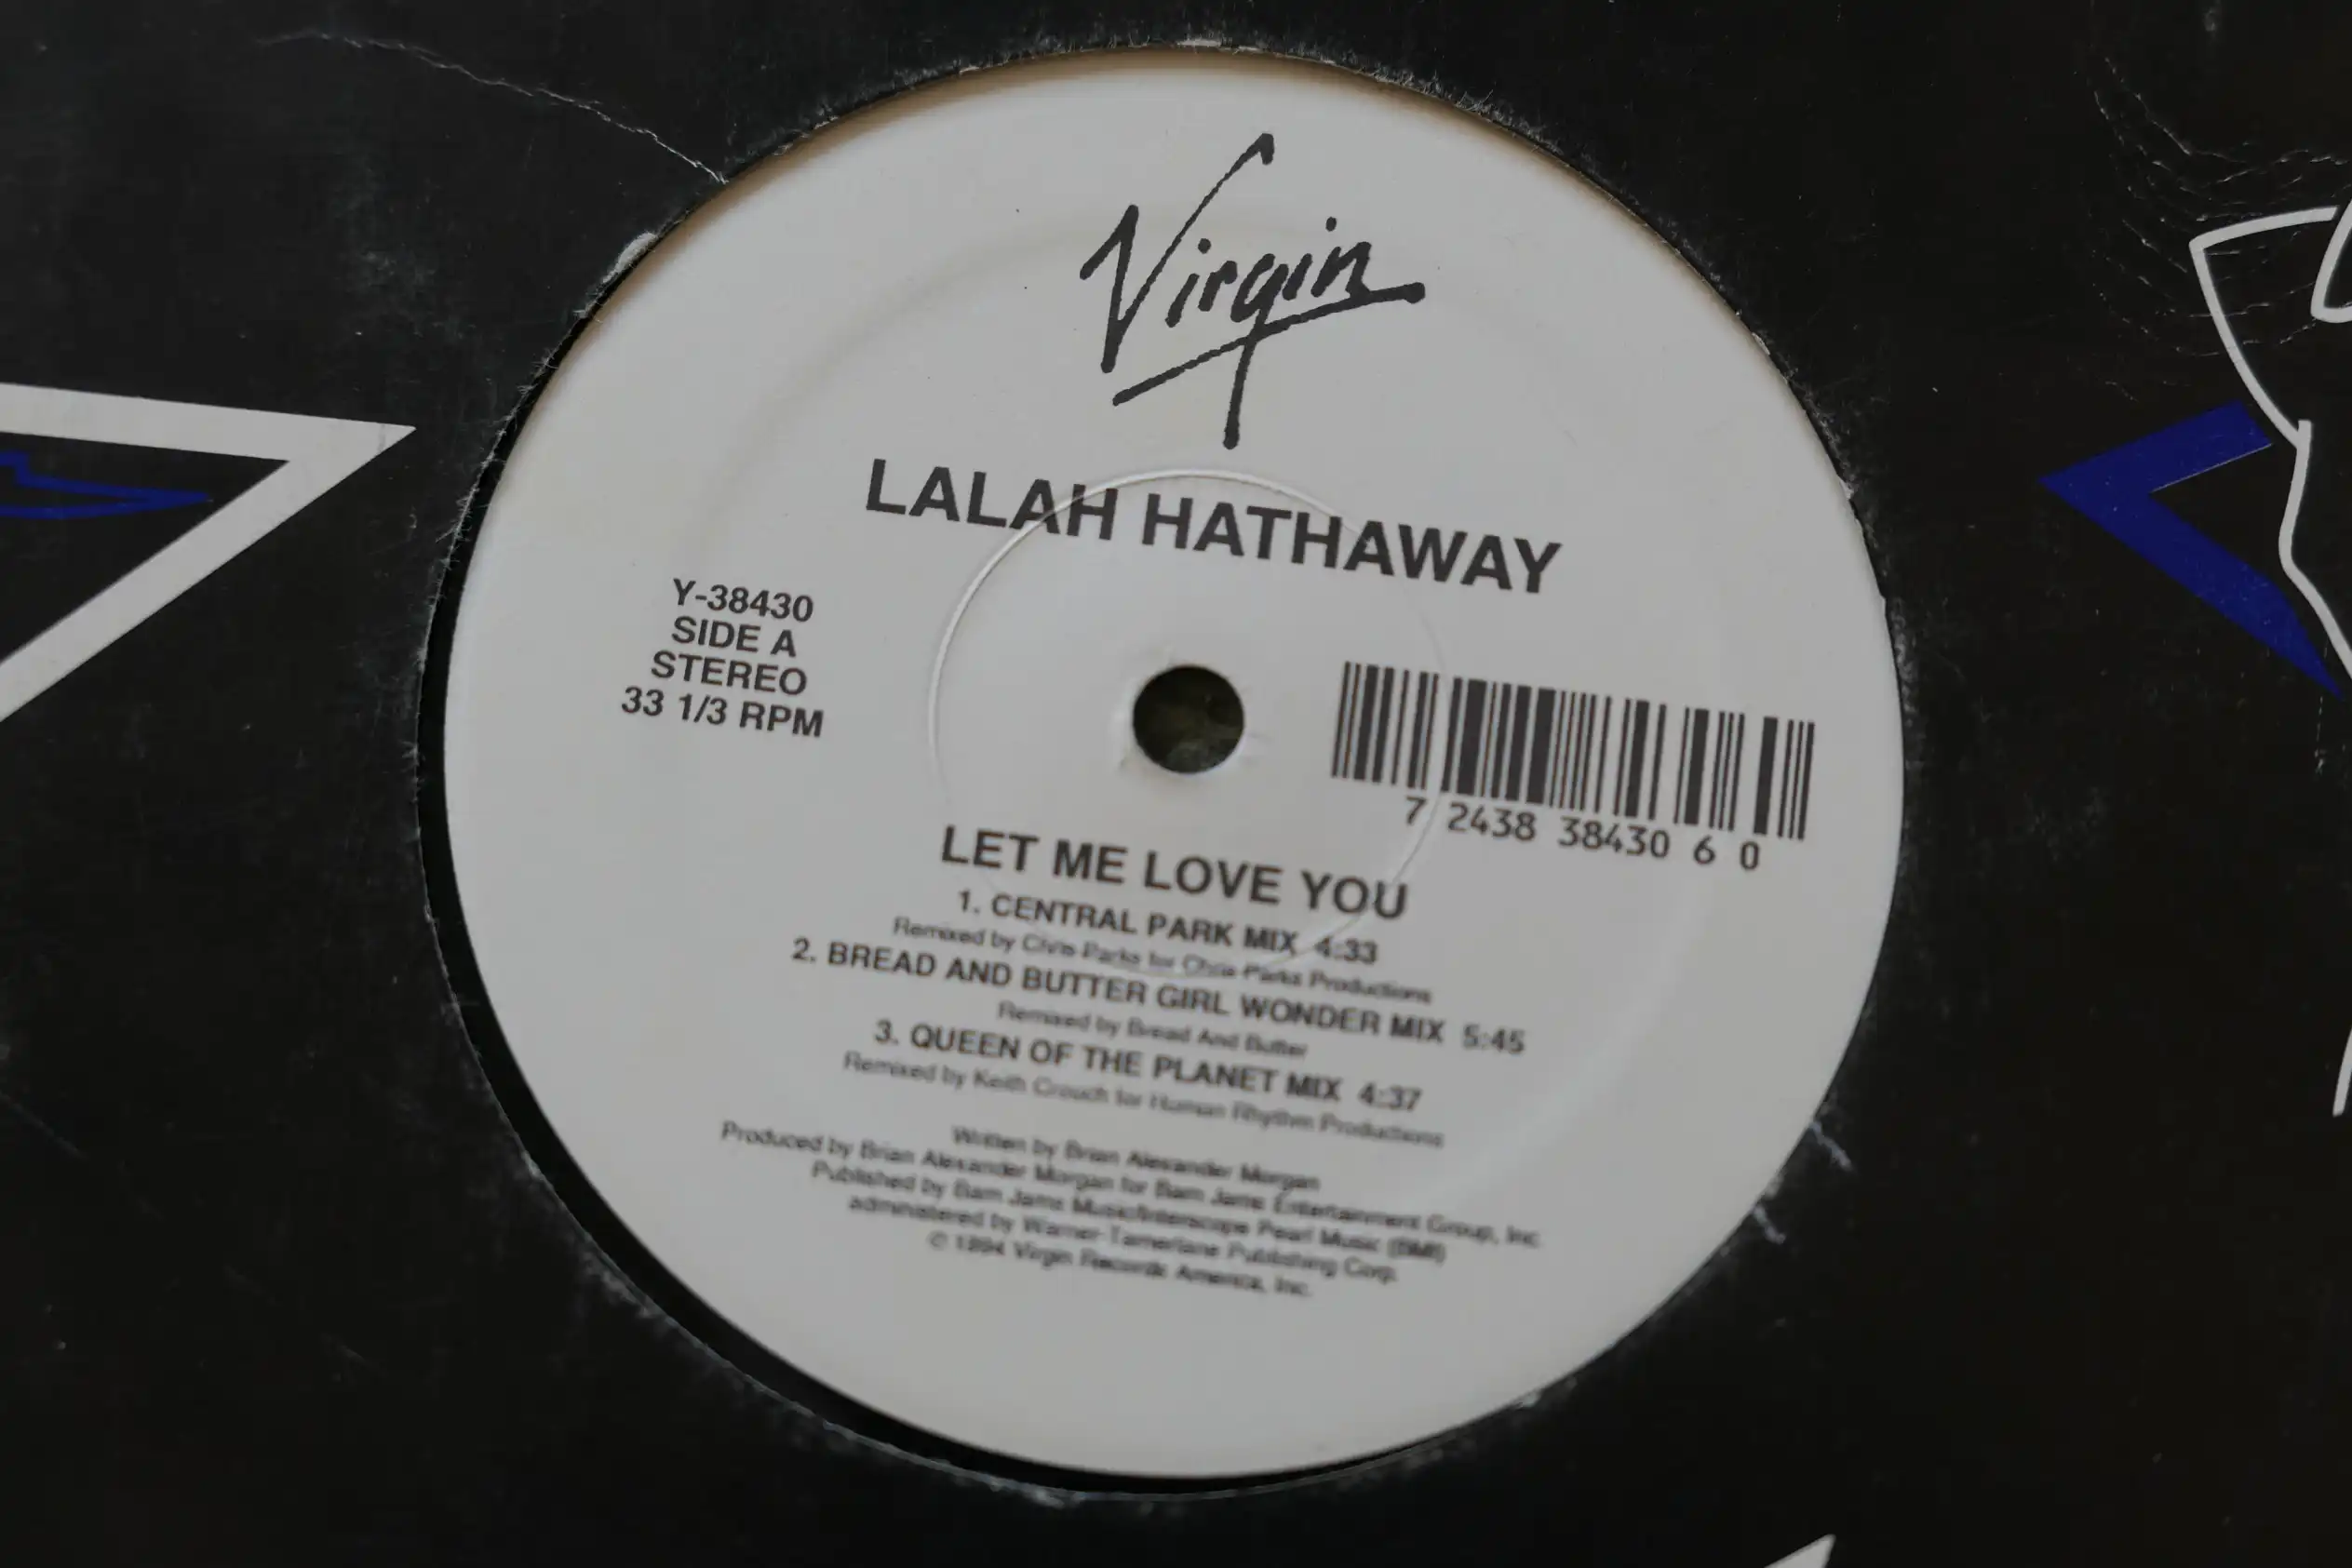 Virgin
LALAH HATHAWAY
Y-38430
SIDE A
STEREO
33 1/3 RPM
7 2438 38430 6 0
LET ME LOVE YOU
1. CENTRAL PARK MIX 4:33
Remixed by Chris Parks for Chris Parks Productions
2. BREAD AND BUTTER GIRL WONDER MIX 5:45
Remixed by Bread And Butter
3. QUEEN OF THE PLANET MIX 4:37
Remixed by Keith Crouch for Human Rhythm Productions
Written by Brian Alexander Morgan
Produced by Brian Alexander Morgan for Bam Jams Entertainment Group, Inc.
Published by Bam Jams Music/Interscope Pearl Music (BMI)
administered by Warner-Tamerlane Publishing Corp.
℗ 1994 Virgin Records America, Inc.